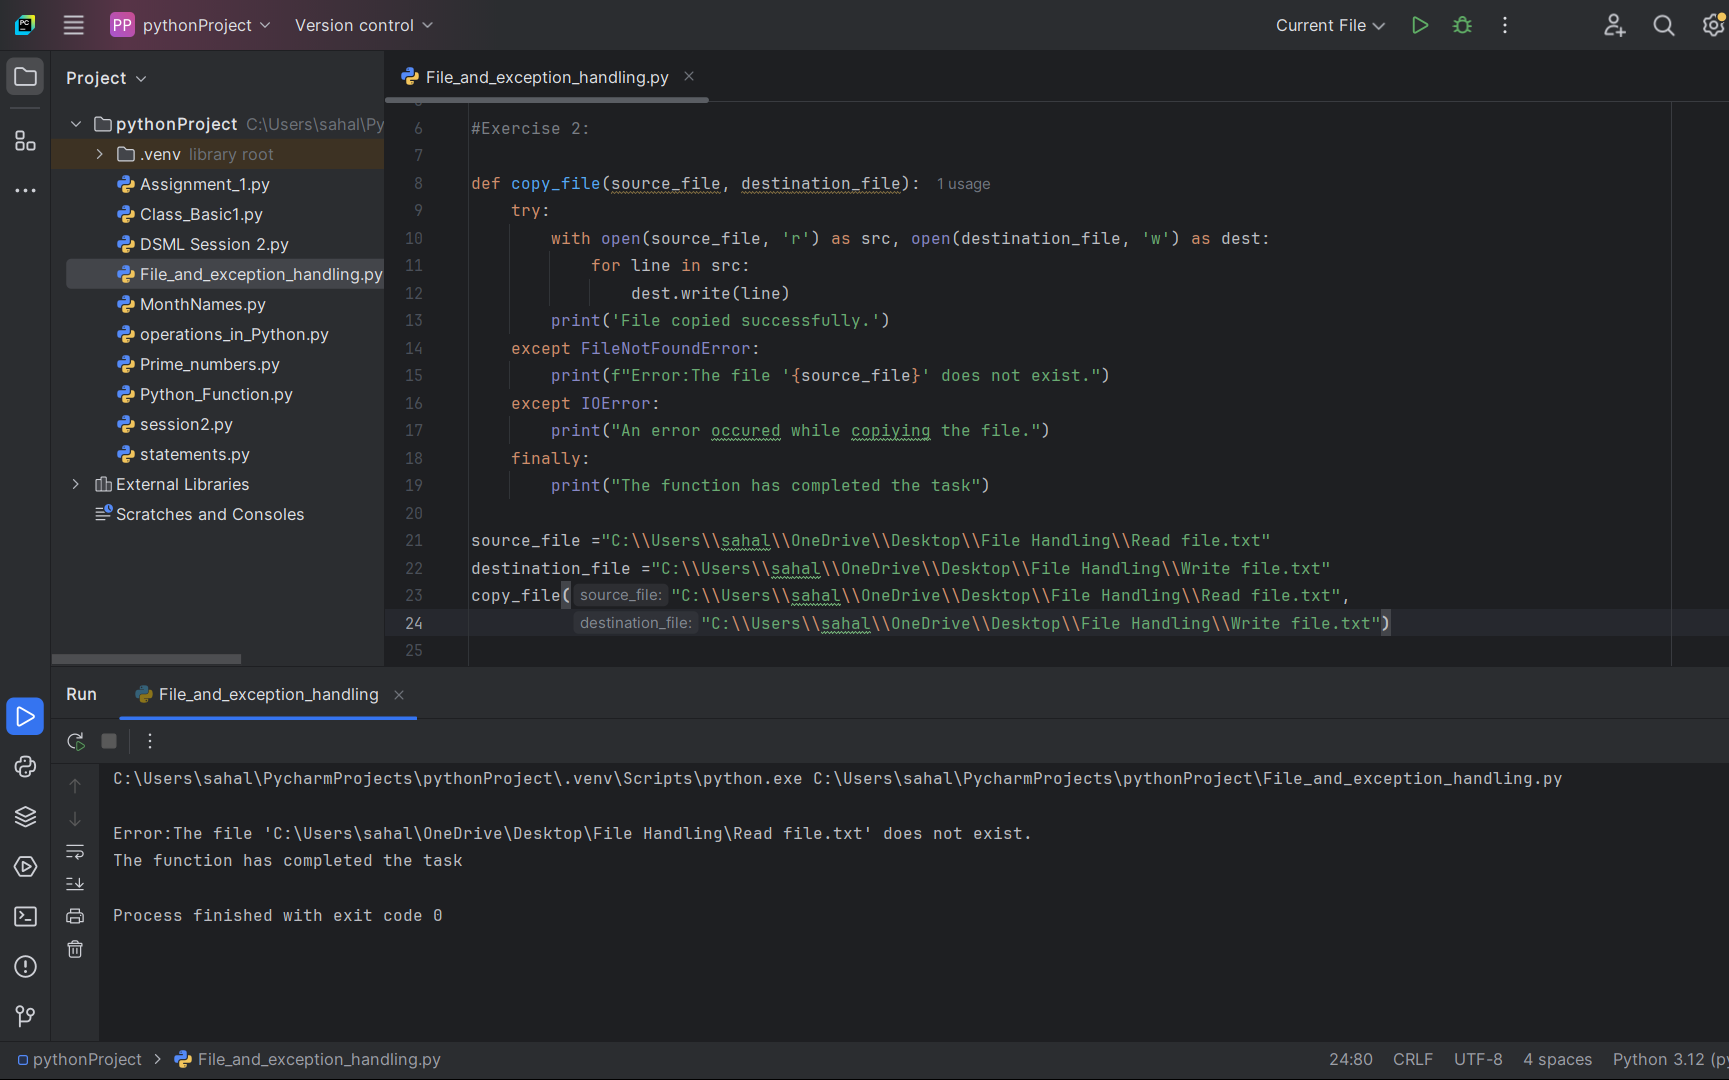 PP pythonProject Version control Current File
Project
File_and_exception_handling.py
pythonProject C:\Users\sahal\Py
.venv library root
Assignment_1.py
Class_Basic1.py
DSML Session 2.py
File_and_exception_handling.py
MonthNames.py
operations_in_Python.py
Prime_numbers.py
Python_Function.py
session2.py
statements.py
External Libraries
Scratches and Consoles
6 #Exercise 2:
7
8 def copy_file(source_file, destination_file): 1 usage
9 try:
10 with open(source_file, 'r') as src, open(destination_file, 'w') as dest:
11 for line in src:
12 dest.write(line)
13 print('File copied successfully.')
14 except FileNotFoundError:
15 print(f"Error:The file '{source_file}' does not exist.")
16 except IOError:
17 print("An error occured while copiying the file.")
18 finally:
19 print("The function has completed the task")
20
21 source_file ="C:\\Users\\sahal\\OneDrive\\Desktop\\File Handling\\Read file.txt"
22 destination_file ="C:\\Users\\sahal\\OneDrive\\Desktop\\File Handling\\Write file.txt"
23 copy_file( source_file: "C:\\Users\\sahal\\OneDrive\\Desktop\\File Handling\\Read file.txt",
24 destination_file: "C:\\Users\\sahal\\OneDrive\\Desktop\\File Handling\\Write file.txt")
25
Run File_and_exception_handling
C:\Users\sahal\PycharmProjects\pythonProject\.venv\Scripts\python.exe C:\Users\sahal\PycharmProjects\pythonProject\File_and_exception_handling.py
Error:The file 'C:\Users\sahal\OneDrive\Desktop\File Handling\Read file.txt' does not exist.
The function has completed the task
Process finished with exit code 0
pythonProject > File_and_exception_handling.py 24:80 CRLF UTF-8 4 spaces Python 3.12 (py